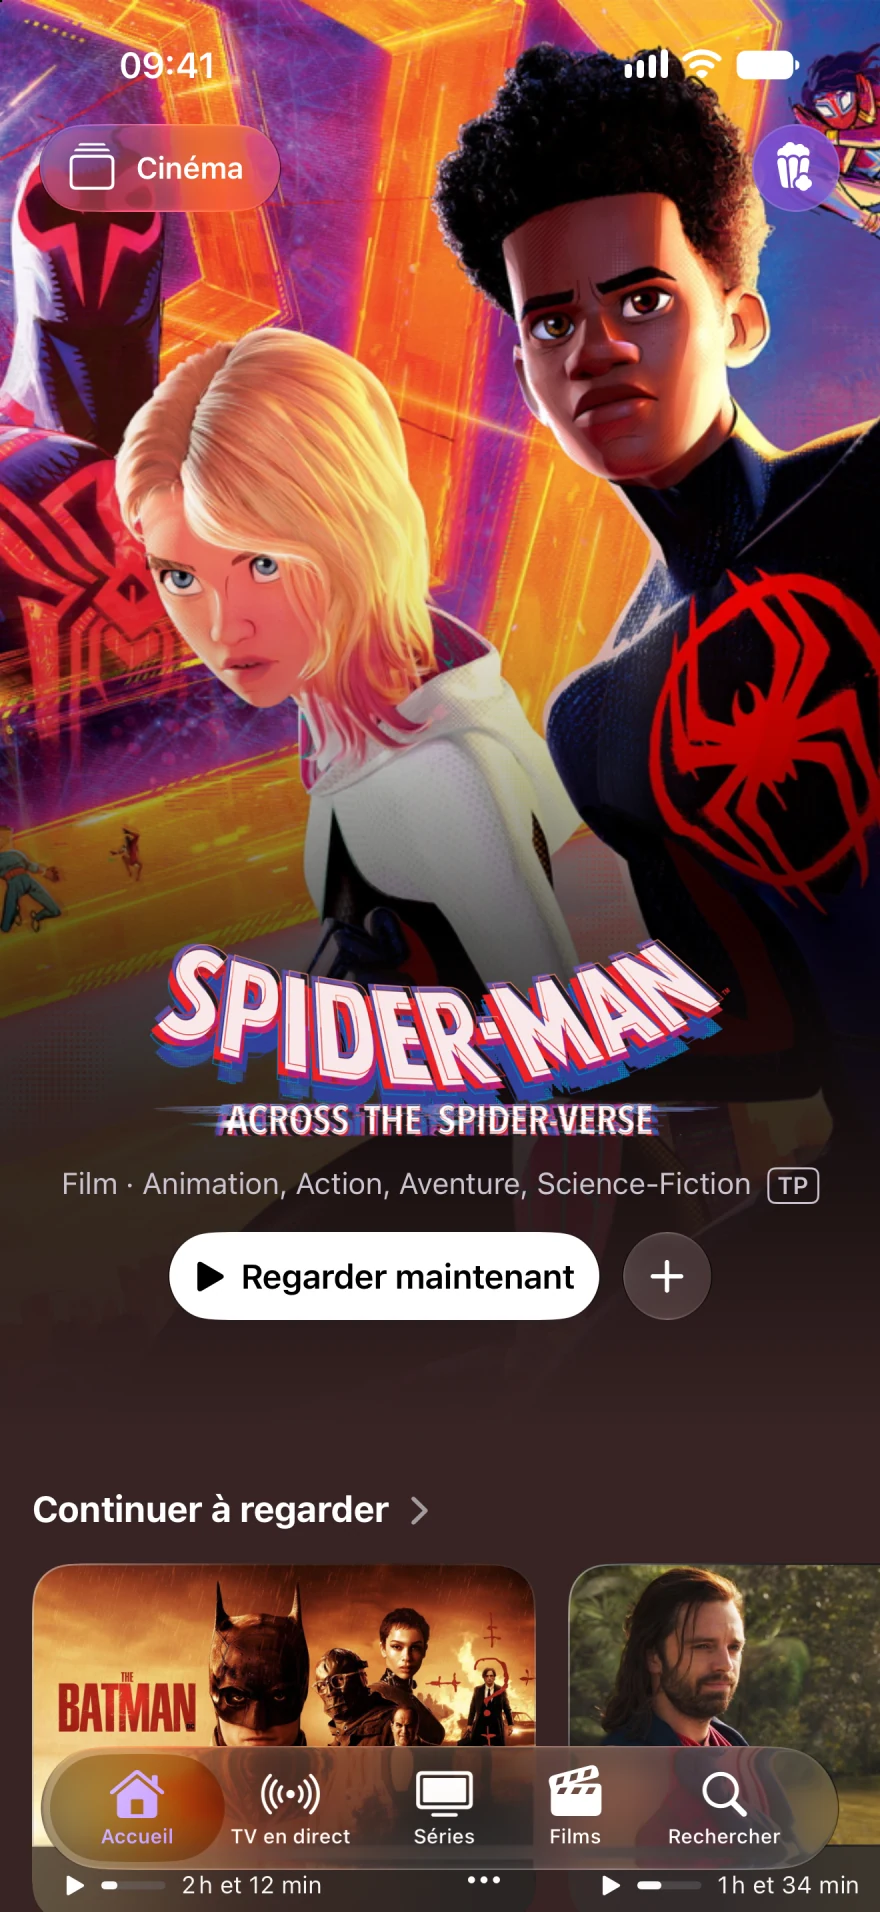 09:41
Cinéma
SPIDER-MAN
ACROSS THE SPIDER-VERSE
Film · Animation, Action, Aventure, Science-Fiction TP
Regarder maintenant
Continuer à regarder
THE
BATMAN
Accueil
TV en direct
Séries
Films
Rechercher
2 h et 12 min
1 h et 34 min